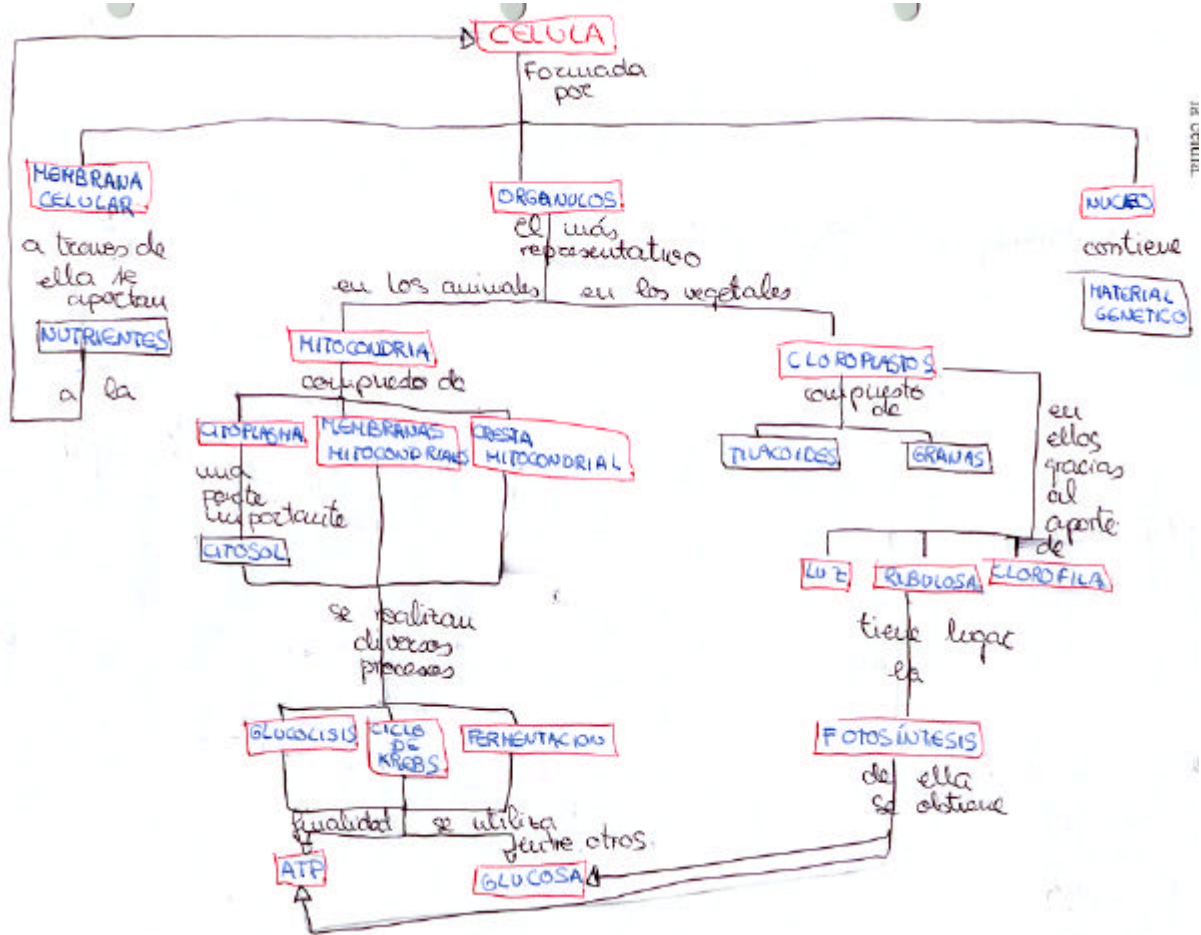 CELULA
Formada
por
la célula.
MEMBRANA
CELULAR
ORGANULOS
NUCLEO
a traves de
ella se
aportan
NUTRIENTES
a la
el más
representativo
contiene
MATERIAL
GENETICO
en los animales
en los vegetales
MITOCONDRIA
CLOROPLASTOS
compuesto de
compuesto
de
CITOPLASMA
MEMBRANAS
MITOCONDRIALES
CRESTA
MITOCONDRIAL
TILACOIDES
GRANAS
en
ellos
gracias
al
aporte
de
una
parte
importante
CITOSOL
LUZ
RIBULOSA
CLOROFILA
se realizan
diversos
procesos
tiene lugar
la
GLUCOLISIS
CICLO
DE
KREBS
FERMENTACION
FOTOSÍNTESIS
de ella
se obtiene
finalidad
se utiliza
entre otros
ATP
GLUCOSA